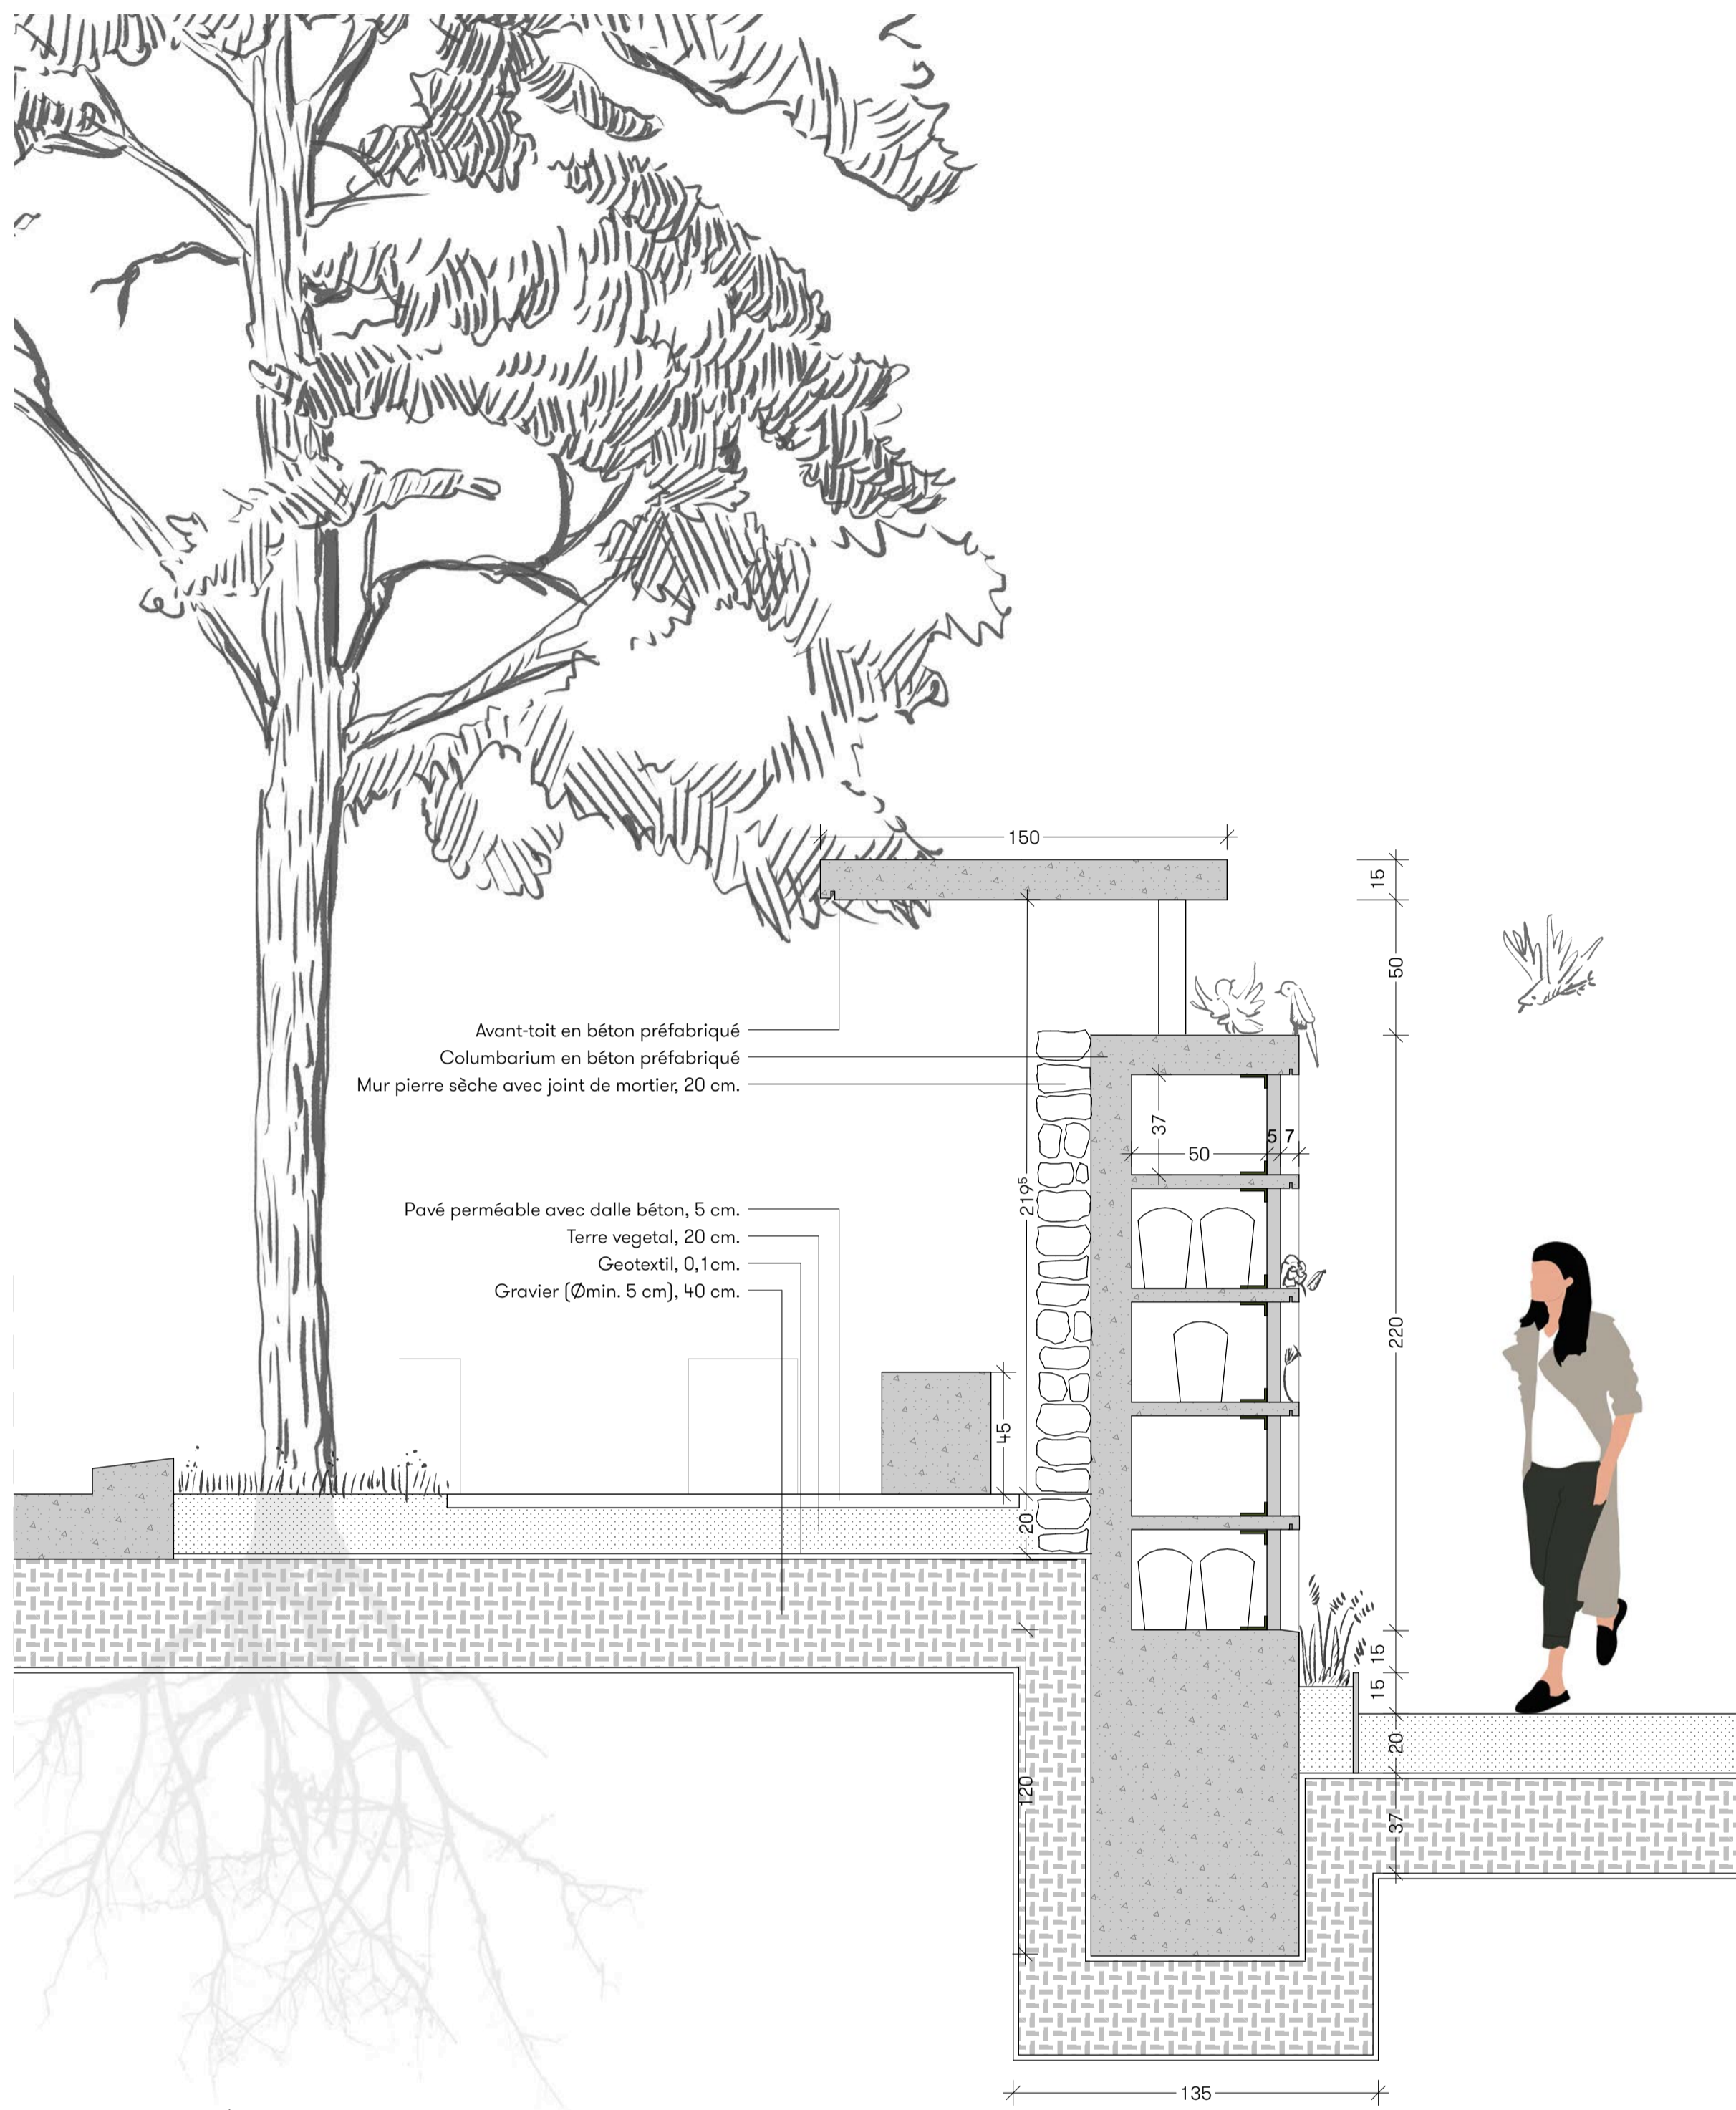 150
15
50
Avant-toit en béton préfabriqué
Columbarium en béton préfabriqué
Mur pierre sèche avec joint de mortier, 20 cm.
37
50
5
7
219⁵
Pavé perméable avec dalle béton, 5 cm.
Terre vegetal, 20 cm.
Geotextil, 0,1cm.
Gravier (Ømin. 5 cm), 40 cm.
220
45
20
15
15
20
120
37
135